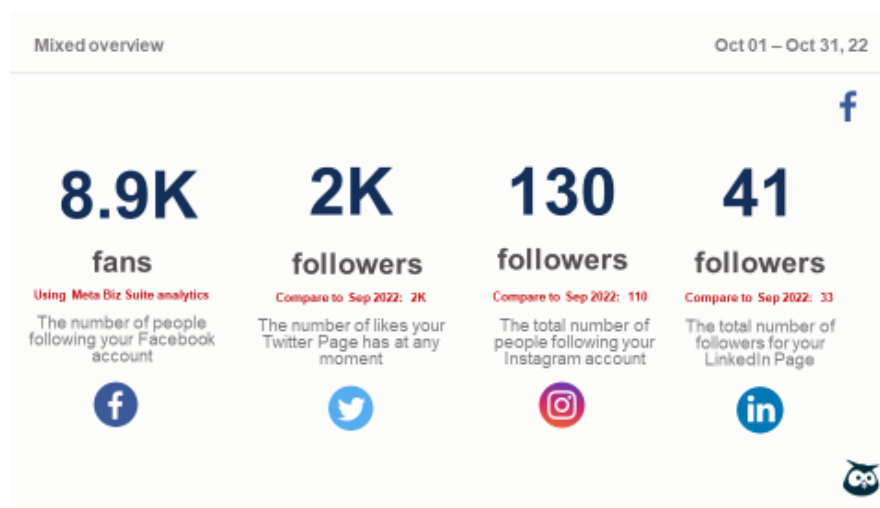 Mixed overview
Oct 01 – Oct 31, 22
8.9K
fans
Using Meta Biz Suite analytics
The number of people
following your Facebook
account
2K
followers
Compare to Sep 2022: 2K
The number of likes your
Twitter Page has at any
moment
130
followers
Compare to Sep 2022: 110
The total number of
people following your
Instagram account
41
followers
Compare to Sep 2022: 33
The total number of
followers for your
LinkedIn Page